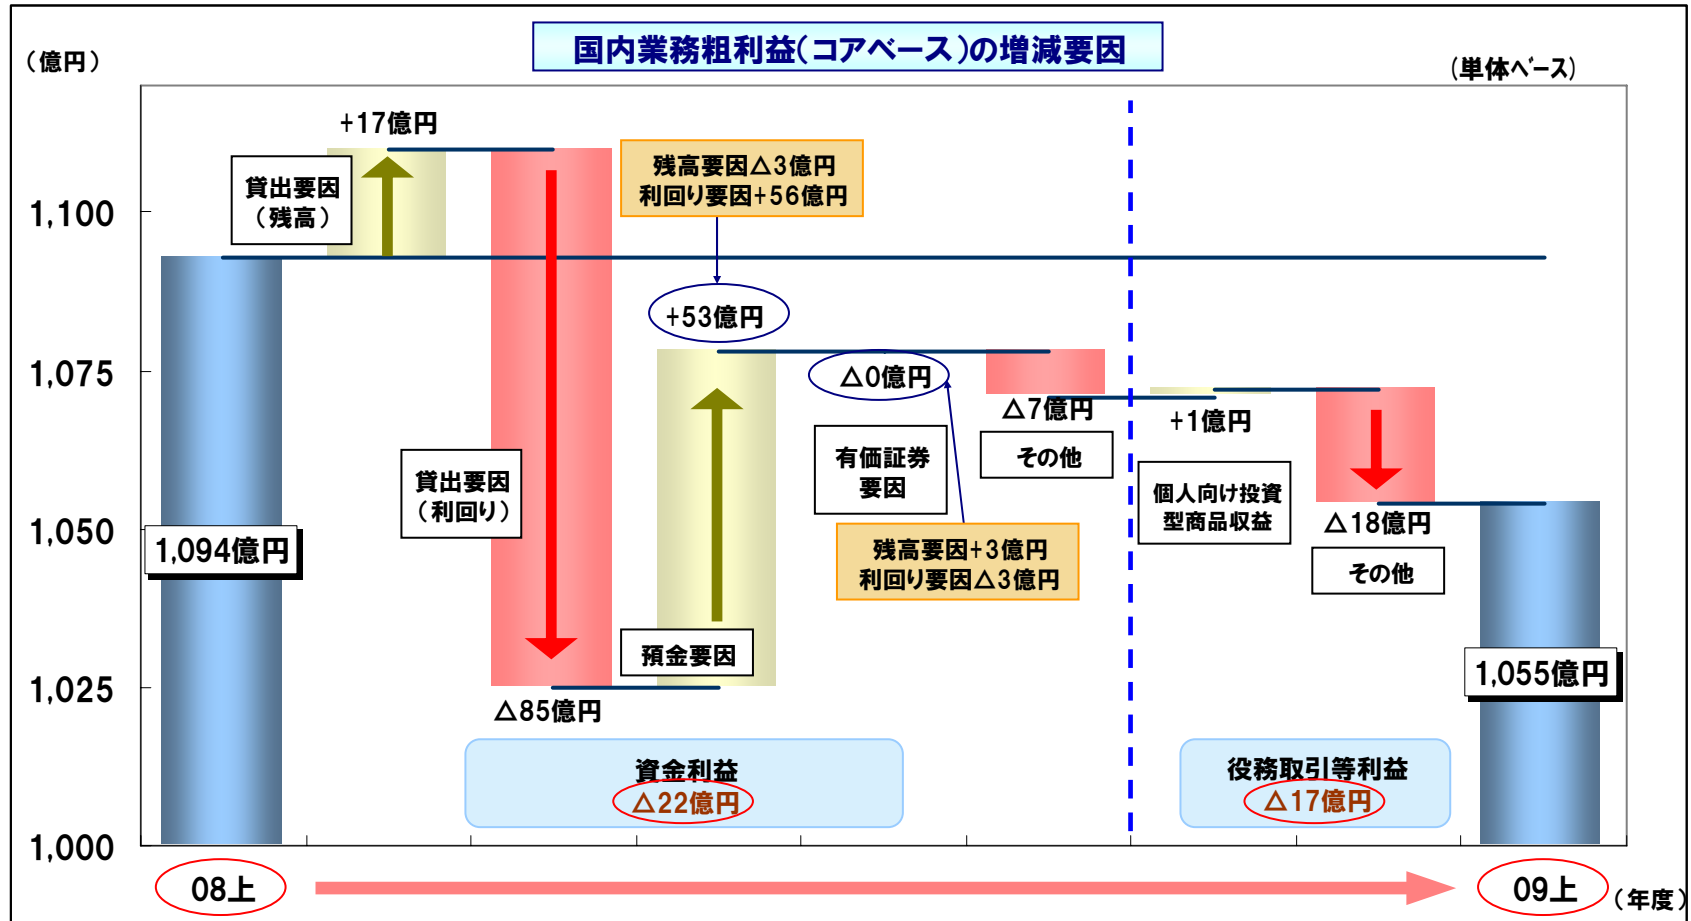 国内業務粗利益(コアベース)の増減要因
(億円)
(単体ベース)
+17億円
貸出要因
(残高)
残高要因△3億円
利回り要因+56億円
1,100
+53億円
1,075
△0億円
△7億円
+1億円
有価証券
要因
その他
貸出要因
(利回り)
個人向け投資
型商品収益
△18億円
1,050
1,094億円
残高要因+3億円
利回り要因△3億円
その他
預金要因
1,055億円
1,025
△85億円
資金利益
△22億円
役務取引等利益
△17億円
1,000
08上
09上
(年度)